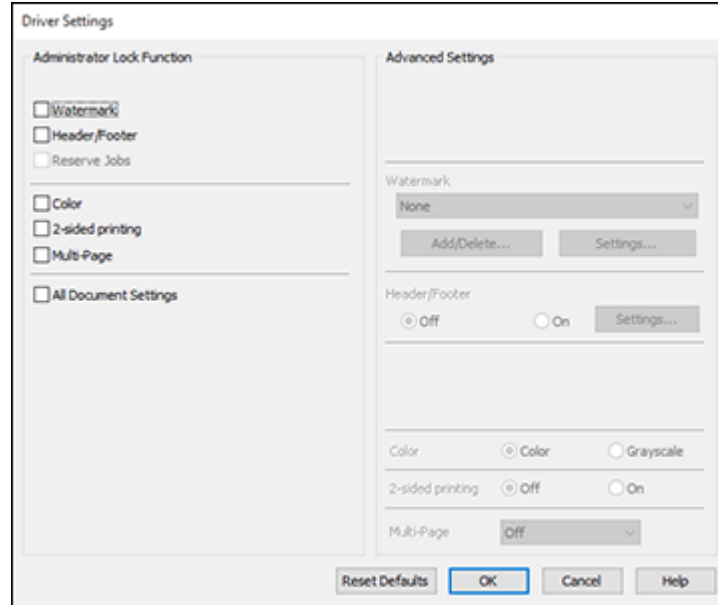 Driver Settings
Administrator Lock Function
Watermark
Header/Footer
Reserve Jobs
Color
2-sided printing
Multi-Page
All Document Settings
Advanced Settings
Watermark
None
Add/Delete... Settings...
Header/Footer
Off On Settings...
Color Color Grayscale
2-sided printing Off On
Multi-Page Off
Reset Defaults OK Cancel Help